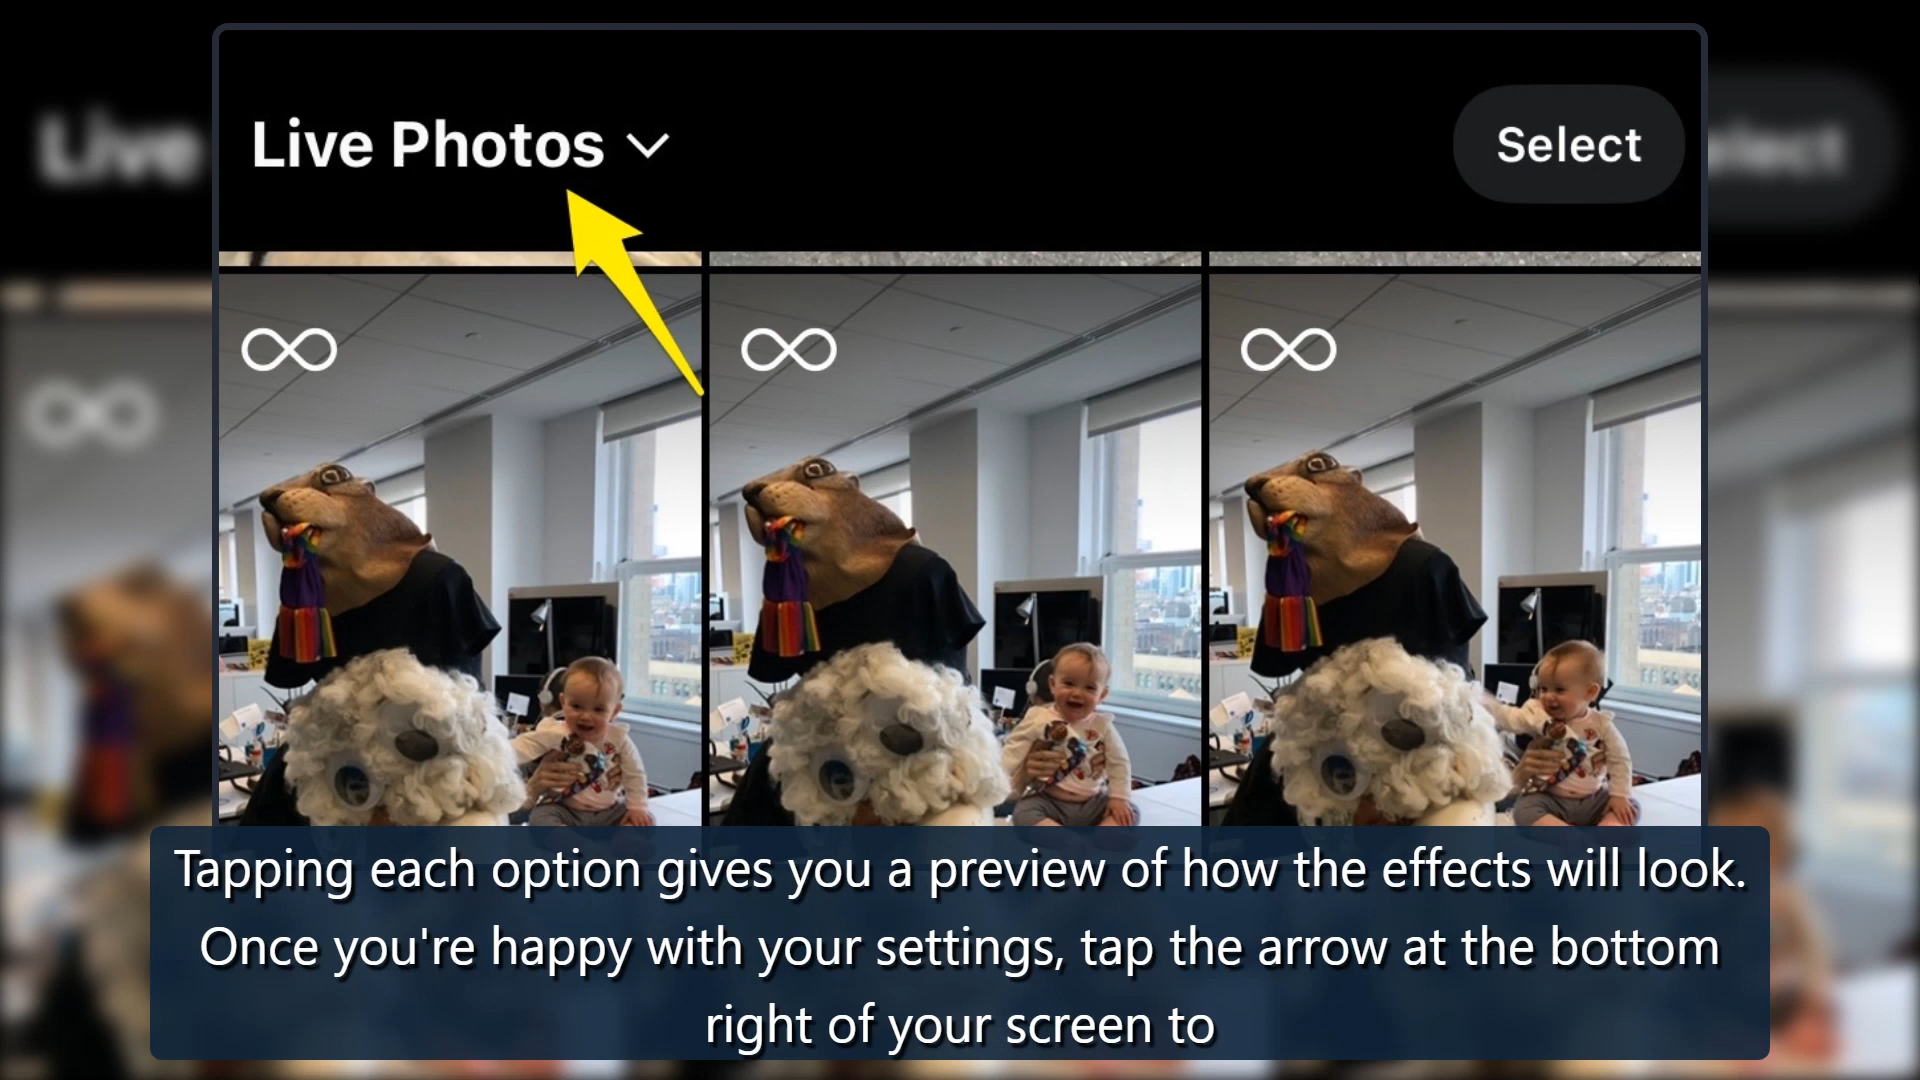 Live Photos
Select
Tapping each option gives you a preview of how the effects will look.
Once you're happy with your settings, tap the arrow at the bottom
right of your screen to